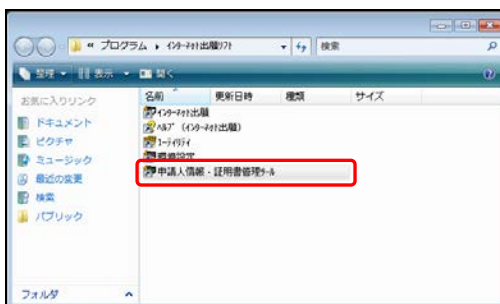 « プログラム ▸ ｲﾝﾀｰﾈｯﾄ出願ｿﾌﾄ
検索
整理 表示 開く
お気に入りリンク
ドキュメント
ピクチャ
ミュージック
最近の変更
検索
パブリック
フォルダ
名前 更新日時 種類 サイズ
ｲﾝﾀｰﾈｯﾄ出願
ﾍﾙﾌﾟ (ｲﾝﾀｰﾈｯﾄ出願)
ﾕｰﾃｨﾘﾃｨ
環境設定
申請人情報・証明書管理ﾂｰﾙ